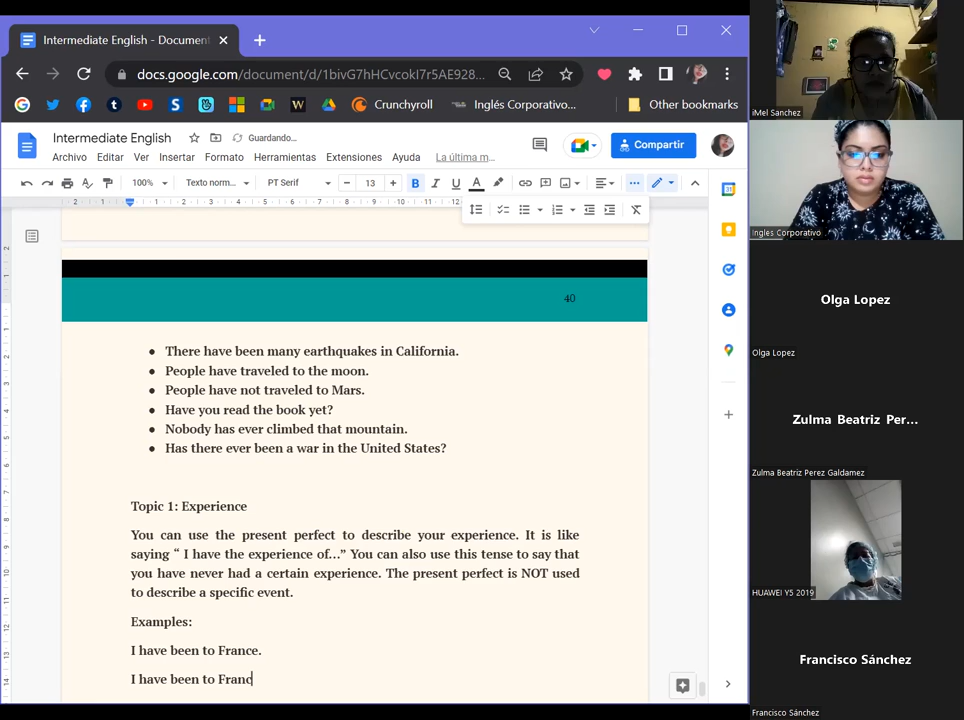 Intermediate English - Document
docs.google.com/document/d/1bivG7hHCvcokI7r5AE928...
Crunchyroll
Inglés Corporativo...
Other bookmarks
Intermediate English
Guardando...
Archivo Editar Ver Insertar Formato Herramientas Extensiones Ayuda La última m...
Compartir
100% Texto norm... PT Serif 13
40
There have been many earthquakes in California.
People have traveled to the moon.
People have not traveled to Mars.
Have you read the book yet?
Nobody has ever climbed that mountain.
Has there ever been a war in the United States?
Topic 1: Experience
You can use the present perfect to describe your experience. It is like
saying “ I have the experience of...” You can also use this tense to say that
you have never had a certain experience. The present perfect is NOT used
to describe a specific event.
Examples:
I have been to France.
I have been to Franc
iMel Sanchez
Ingles Corporativo
Olga Lopez
Olga Lopez
Zulma Beatriz Per...
Zulma Beatriz Perez Galdamez
HUAWEI Y5 2019
Francisco Sánchez
Francisco Sánchez